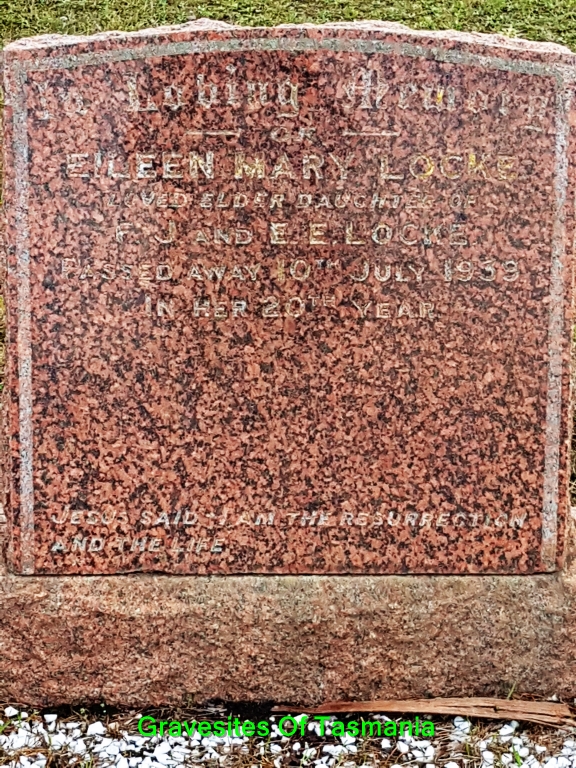 In Loving Memory
OF
EILEEN MARY LOCKE
LOVED ELDER DAUGHTER OF
F. J. AND E. E. LOCKE
PASSED AWAY 10TH JULY 1939
IN HER 20TH YEAR
JESUS SAID "I AM THE RESURRECTION
AND THE LIFE
Gravesites Of Tasmania